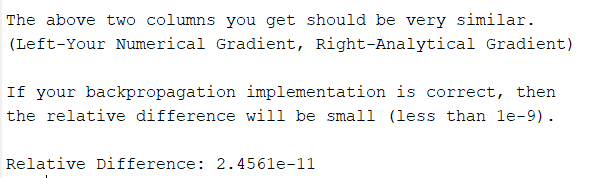 The above two columns you get should be very similar.
(Left-Your Numerical Gradient, Right-Analytical Gradient)
If your backpropagation implementation is correct, then
the relative difference will be small (less than 1e-9).
Relative Difference: 2.4561e-11